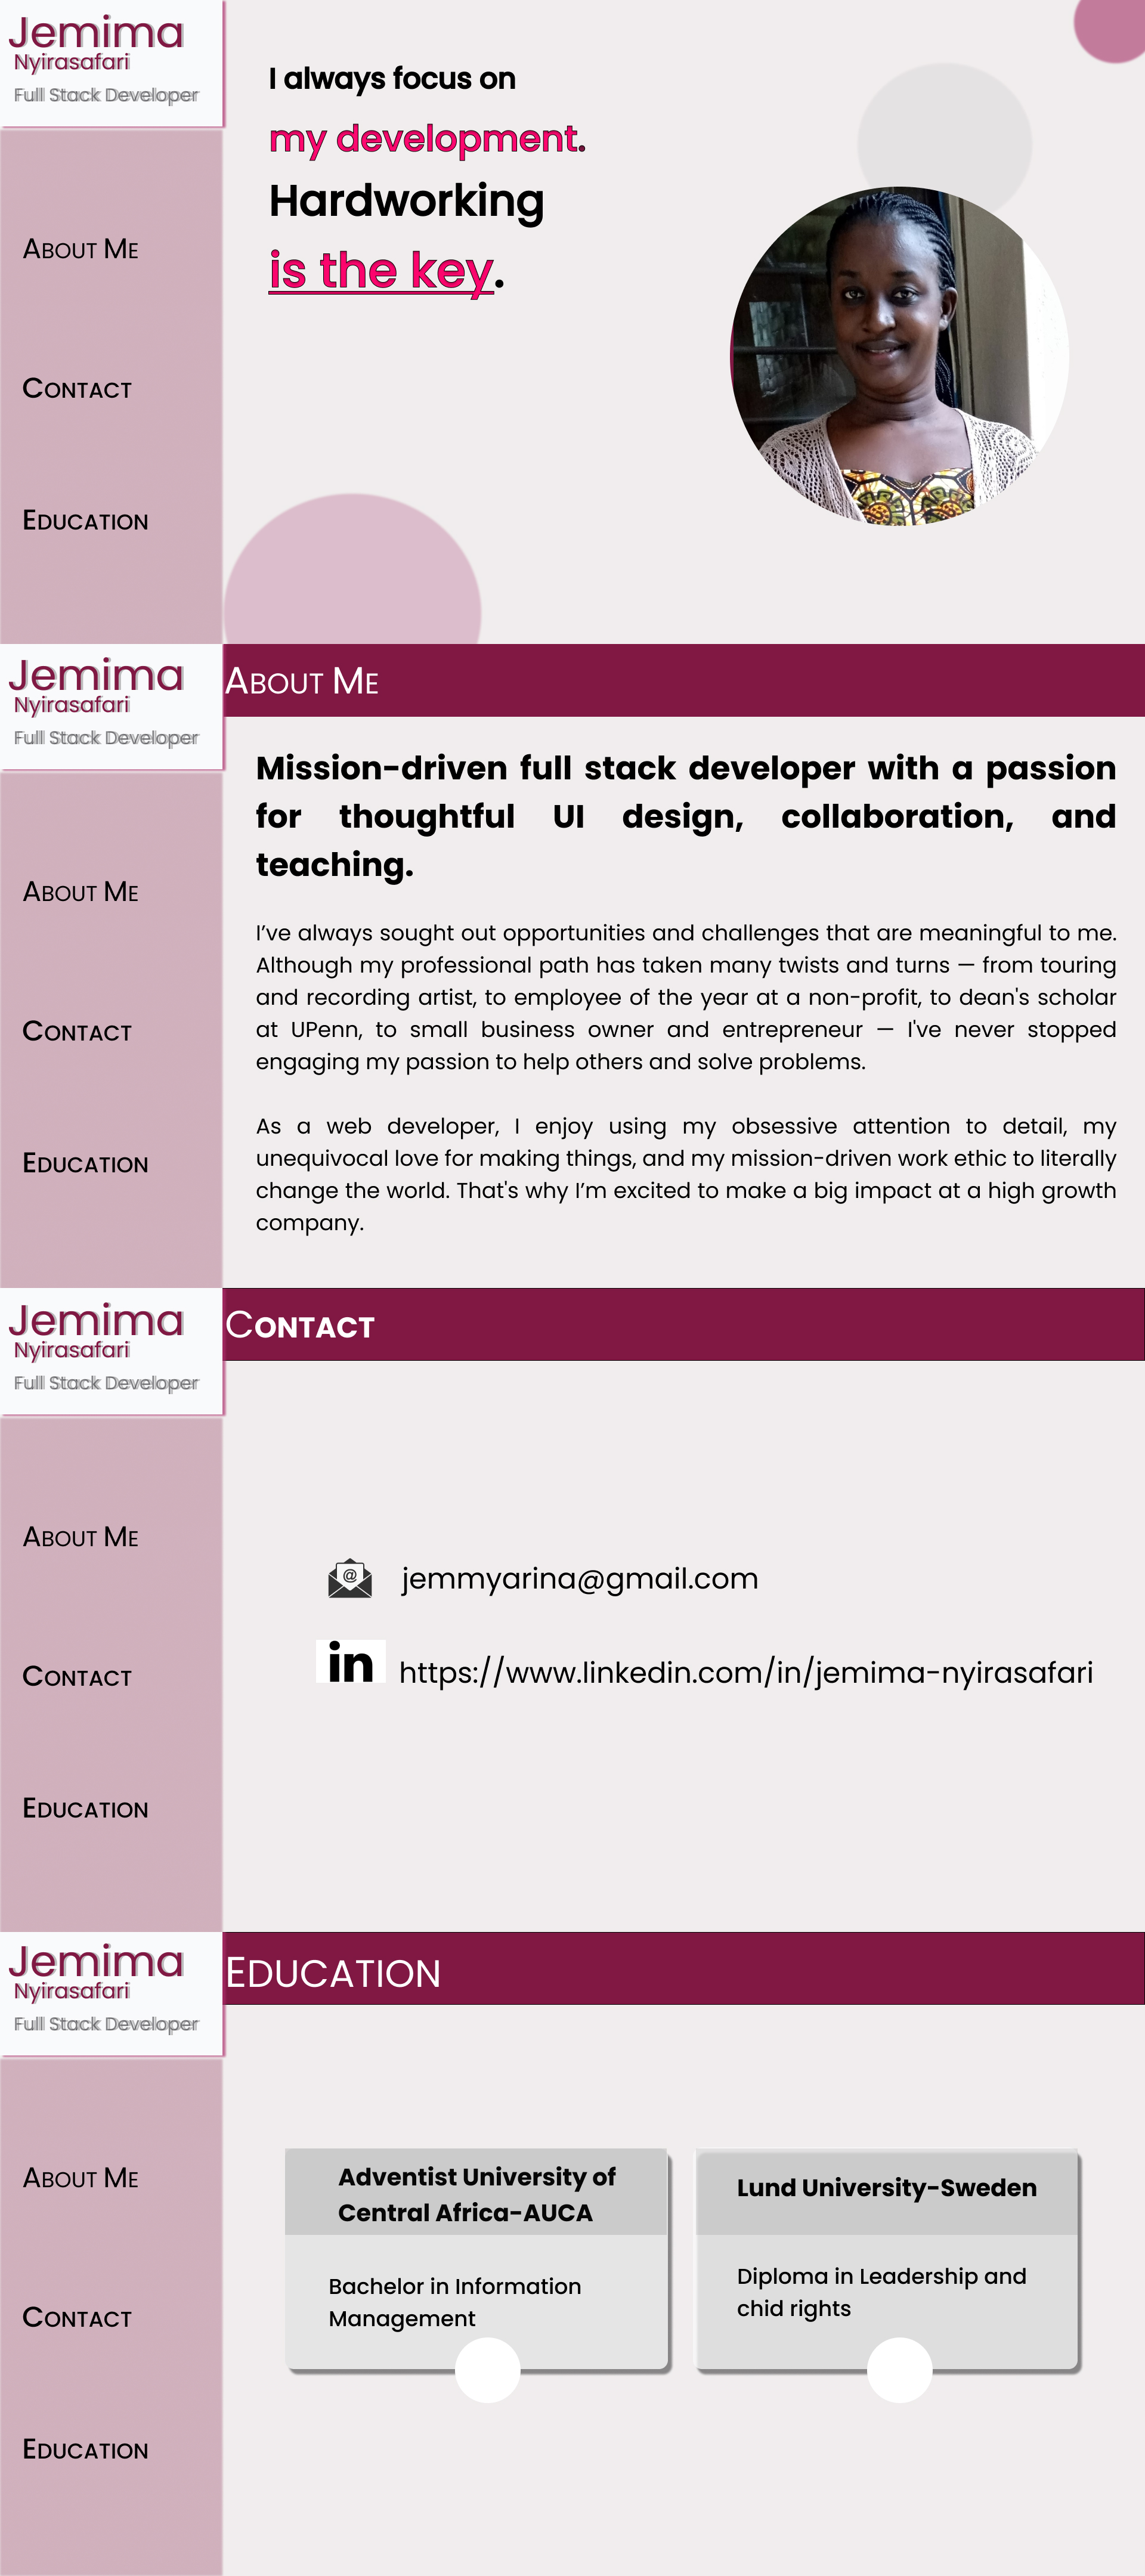 Jemima
Nyirasafari
Full Stack Developer
About Me
Contact
Education
I always focus on
my development.
Hardworking
is the key.
Jemima
Nyirasafari
Full Stack Developer
About Me
Contact
Education
About Me
Mission-driven full stack developer with a passion
for thoughtful UI design, collaboration, and
teaching.
I’ve always sought out opportunities and challenges that are meaningful to me.
Although my professional path has taken many twists and turns — from touring
and recording artist, to employee of the year at a non-profit, to dean's scholar
at UPenn, to small business owner and entrepreneur — I've never stopped
engaging my passion to help others and solve problems.
As a web developer, I enjoy using my obsessive attention to detail, my
unequivocal love for making things, and my mission-driven work ethic to literally
change the world. That's why I’m excited to make a big impact at a high growth
company.
Jemima
Nyirasafari
Full Stack Developer
About Me
Contact
Education
Contact
jemmyarina@gmail.com
in https://www.linkedin.com/in/jemima-nyirasafari
Jemima
Nyirasafari
Full Stack Developer
About Me
Contact
Education
EDUCATION
Adventist University of
Central Africa-AUCA
Bachelor in Information
Management
Lund University-Sweden
Diploma in Leadership and
chid rights